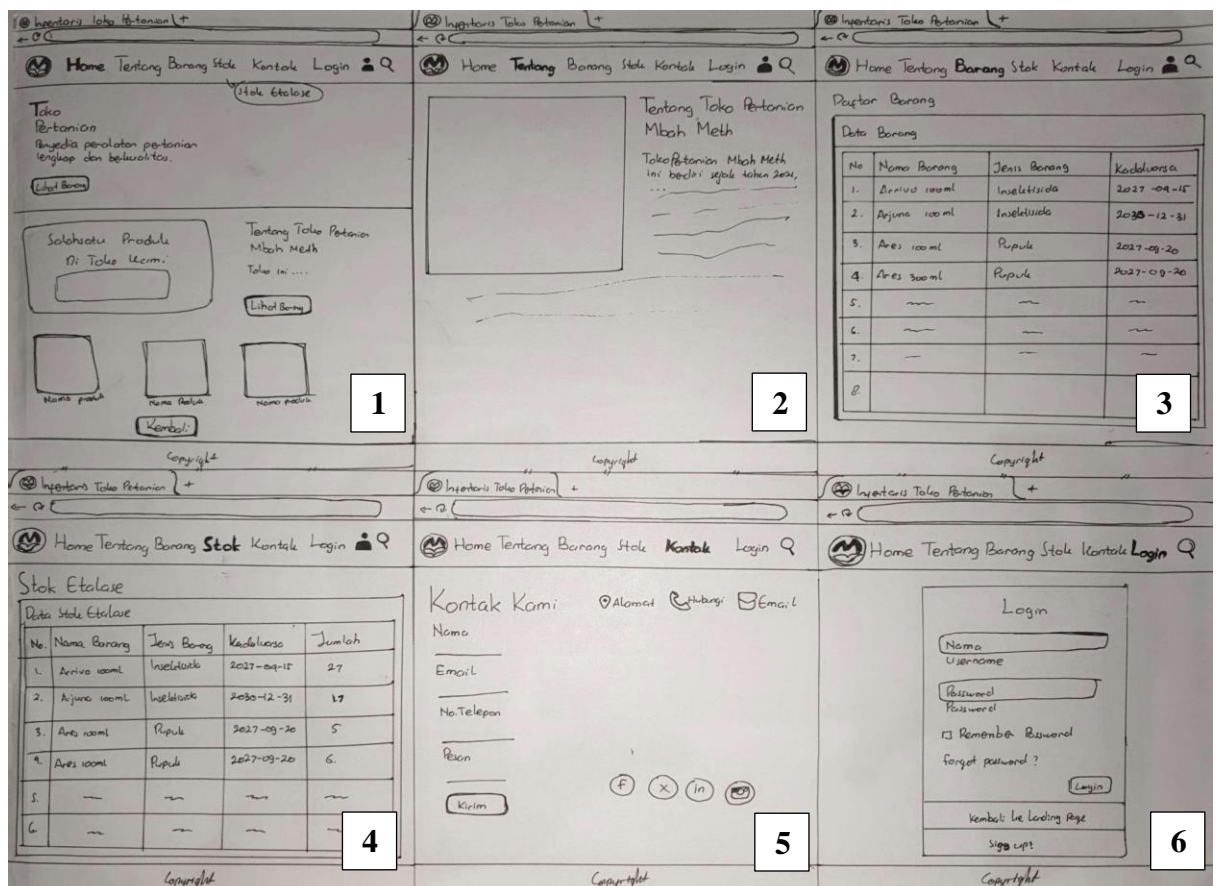 Inventaris Toko Pertanian +
Home Tentang Barang Stok Kontak Login
Stok Etalase
Toko
Pertanian
Penyedia peralatan pertanian
lengkap dan berkualitas.
Lihat Barang
Salahsatu Produk
Di Toko Kami
Tentang Toko Pertanian
Mbah Meth
Toko ini ....
Lihat Barang
Nama produk
Nama Produk
Nama produk
Kembali
1
Copyright
Inventaris Toko Pertanian +
Home Tentang Barang Stok Kontak Login
Tentang Toko Pertanian
Mbah Meth
Toko Pertanian Mbah Meth
ini berdiri sejak tahun 2021,
2
Copyright
Inventaris Toko Pertanian +
Home Tentang Barang Stok Kontak Login
Daftar Barang
Data Barang
No Nama Barang Jenis Barang Kadaluarsa
1. Arrivo 100ml Insektisida 2027-04-15
2. Arjuna 100ml Insektisida 2030-12-31
3. Ares 100ml Pupuk 2027-09-20
4. Ares 300ml Pupuk 2027-09-20
5.
6.
7.
8.
3
Copyright
Inventaris Toko Pertanian +
Home Tentang Barang Stok Kontak Login
Stok Etalase
Data Stok Etalase
No. Nama Barang Jenis Barang Kadaluarsa Jumlah
1. Arrivo 100ml Insektisida 2027-04-15 27
2. Arjuna 100ml Insektisida 2030-12-31 17
3. Ares 100ml Pupuk 2027-09-20 5
4. Ares 100ml Pupuk 2027-09-20 6.
5.
6.
4
Copyright
Inventaris Toko Pertanian +
Home Tentang Barang Stok Kontak Login
Kontak Kami
Alamat Hubungi Email
Nama
Email
No.Telepon
Pesan
Kirim
f X in
5
Copyright
Inventaris Toko Pertanian +
Home Tentang Barang Stok Kontak Login
Login
Nama
Username
Password
Password
Remember Password
Forgot password ?
Login
Kembali ke Landing Page
Sign up!
6
Copyright